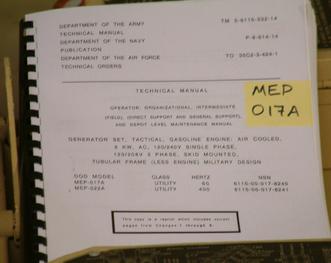 DEPARTMENT OF THE ARMY
TM 5-6115-332-14
TECHNICAL MANUAL
DEPARTMENT OF THE NAVY
P-8-614-14
PUBLICATION
DEPARTMENT OF THE AIR FORCE
TO 35C2-3-424-1
TECHNICAL ORDERS
TECHNICAL MANUAL
MEP
017A
OPERATOR, ORGANIZATIONAL, INTERMEDIATE
(FIELD), (DIRECT SUPPORT AND GENERAL SUPPORT),
AND DEPOT LEVEL MAINTENANCE MANUAL
GENERATOR SET, TACTICAL, GASOLINE ENGINE: AIR COOLED,
5 KW, AC, 120/240V SINGLE PHASE,
120/208V 3 PHASE, SKID MOUNTED,
TUBULAR FRAME (LESS ENGINE) MILITARY DESIGN
DOD MODEL CLASS HERTZ NSN
MEP-017A UTILITY 60 6115-00-017-8240
MEP-022A UTILITY 400 6115-00-017-8241
This copy is a reprint which includes current
pages from Changes 1 through 8.